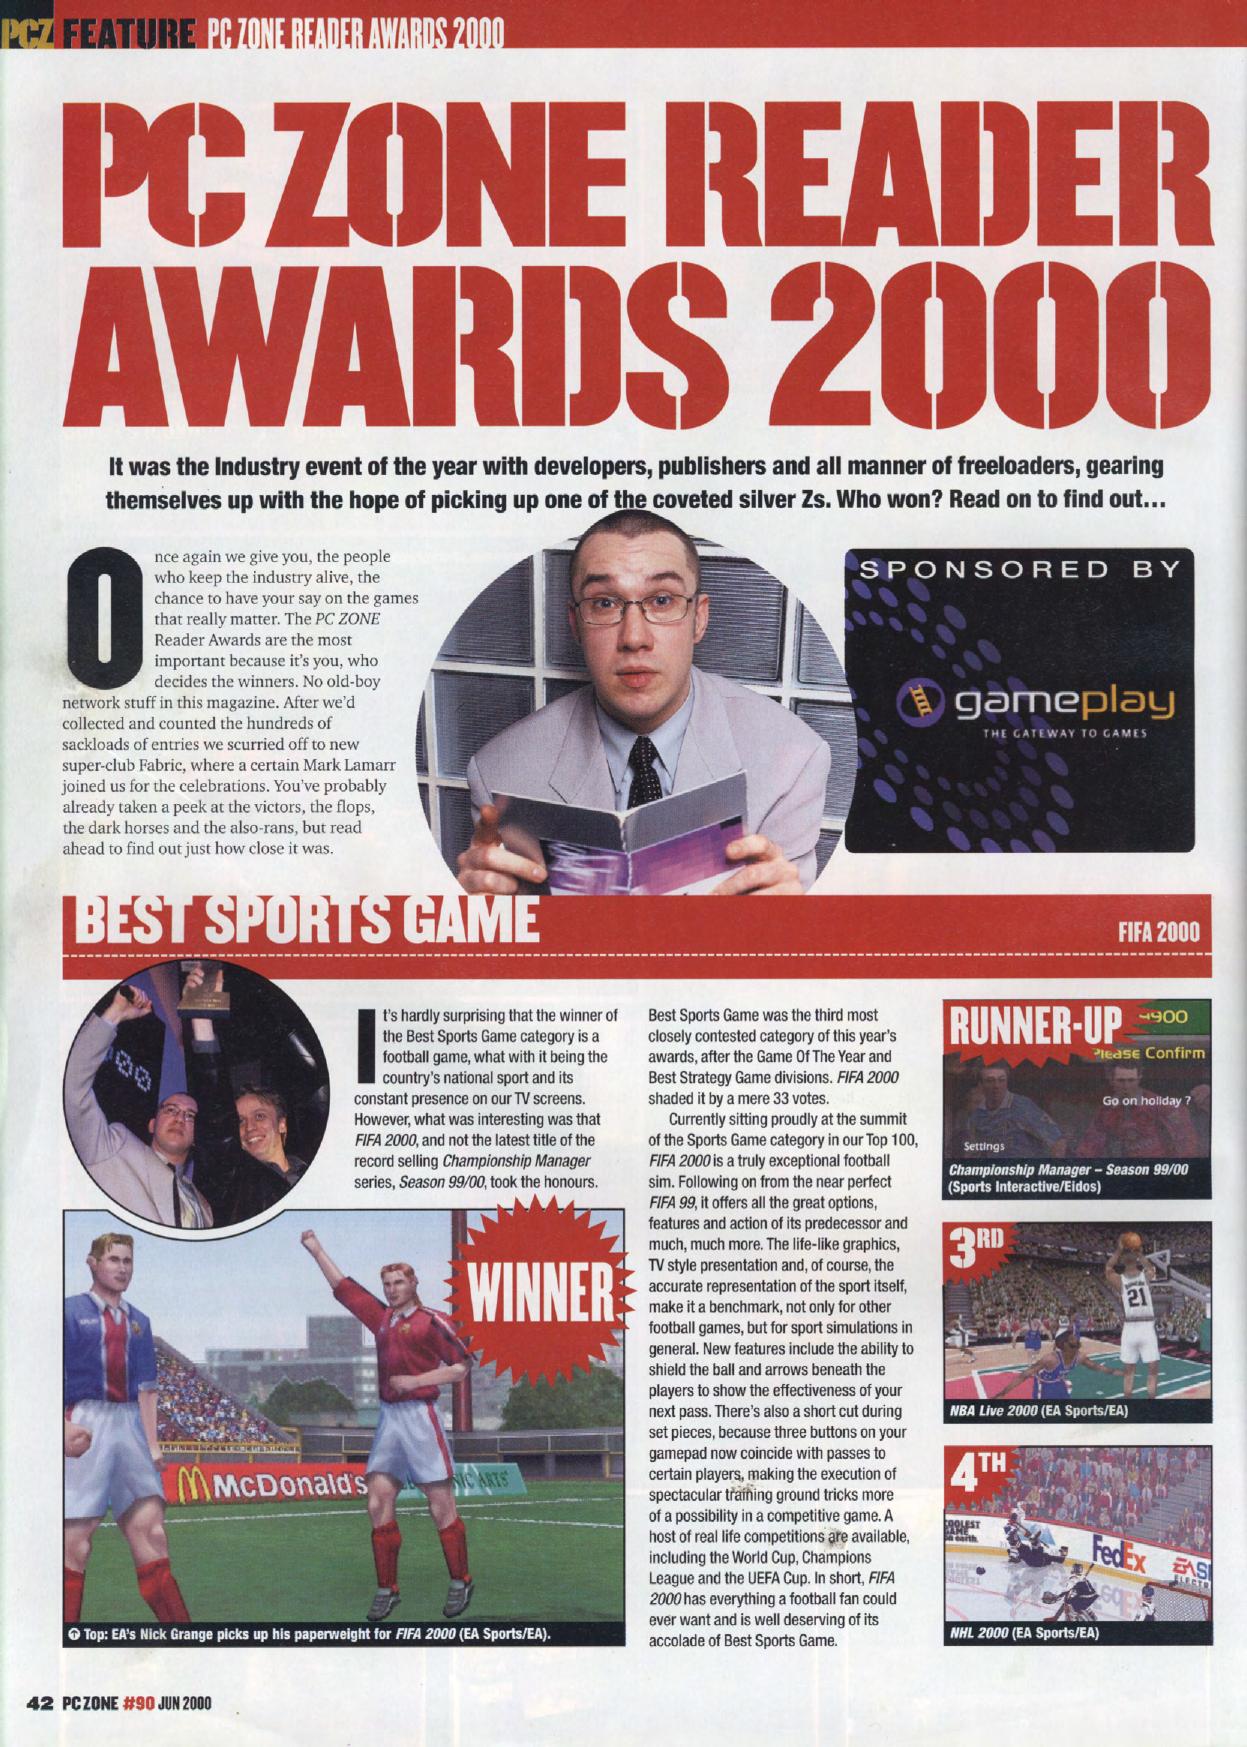 PCZ FEATURE PC ZONE READER AWARDS 2000
PC ZONE READER
AWARDS 2000
It was the Industry event of the year with developers, publishers and all manner of freeloaders, gearing
themselves up with the hope of picking up one of the coveted silver Zs. Who won? Read on to find out...
Once again we give you, the people
who keep the industry alive, the
chance to have your say on the games
that really matter. The PC ZONE
Reader Awards are the most
important because it's you, who
decides the winners. No old-boy
network stuff in this magazine. After we'd
collected and counted the hundreds of
sackloads of entries we scurried off to new
super-club Fabric, where a certain Mark Lamarr
joined us for the celebrations. You've probably
already taken a peek at the victors, the flops,
the dark horses and the also-rans, but read
ahead to find out just how close it was.
SPONSORED BY
gameplay
THE GATEWAY TO GAMES
BEST SPORTS GAME
FIFA 2000
It's hardly surprising that the winner of
the Best Sports Game category is a
football game, what with it being the
country's national sport and its
constant presence on our TV screens.
However, what was interesting was that
FIFA 2000, and not the latest title of the
record selling Championship Manager
series, Season 99/00, took the honours.
WINNER
McDonald's
Top: EA's Nick Grange picks up his paperweight for FIFA 2000 (EA Sports/EA).
Best Sports Game was the third most
closely contested category of this year's
awards, after the Game Of The Year and
Best Strategy Game divisions. FIFA 2000
shaded it by a mere 33 votes.
Currently sitting proudly at the summit
of the Sports Game category in our Top 100,
FIFA 2000 is a truly exceptional football
sim. Following on from the near perfect
FIFA 99, it offers all the great options,
features and action of its predecessor and
much, much more. The life-like graphics,
TV style presentation and, of course, the
accurate representation of the sport itself,
make it a benchmark, not only for other
football games, but for sport simulations in
general. New features include the ability to
shield the ball and arrows beneath the
players to show the effectiveness of your
next pass. There's also a short cut during
set pieces, because three buttons on your
gamepad now coincide with passes to
certain players, making the execution of
spectacular training ground tricks more
of a possibility in a competitive game. A
host of real life competitions are available,
including the World Cup, Champions
League and the UEFA Cup. In short, FIFA
2000 has everything a football fan could
ever want and is well deserving of its
accolade of Best Sports Game.
RUNNER-UP
Please Confirm
Go on holiday ?
Settings
Championship Manager – Season 99/00
(Sports Interactive/Eidos)
3RD
21
NBA Live 2000 (EA Sports/EA)
4TH
COOLEST
GAME
on earth.
FedEx
NHL 2000 (EA Sports/EA)
42 PC ZONE #90 JUN 2000